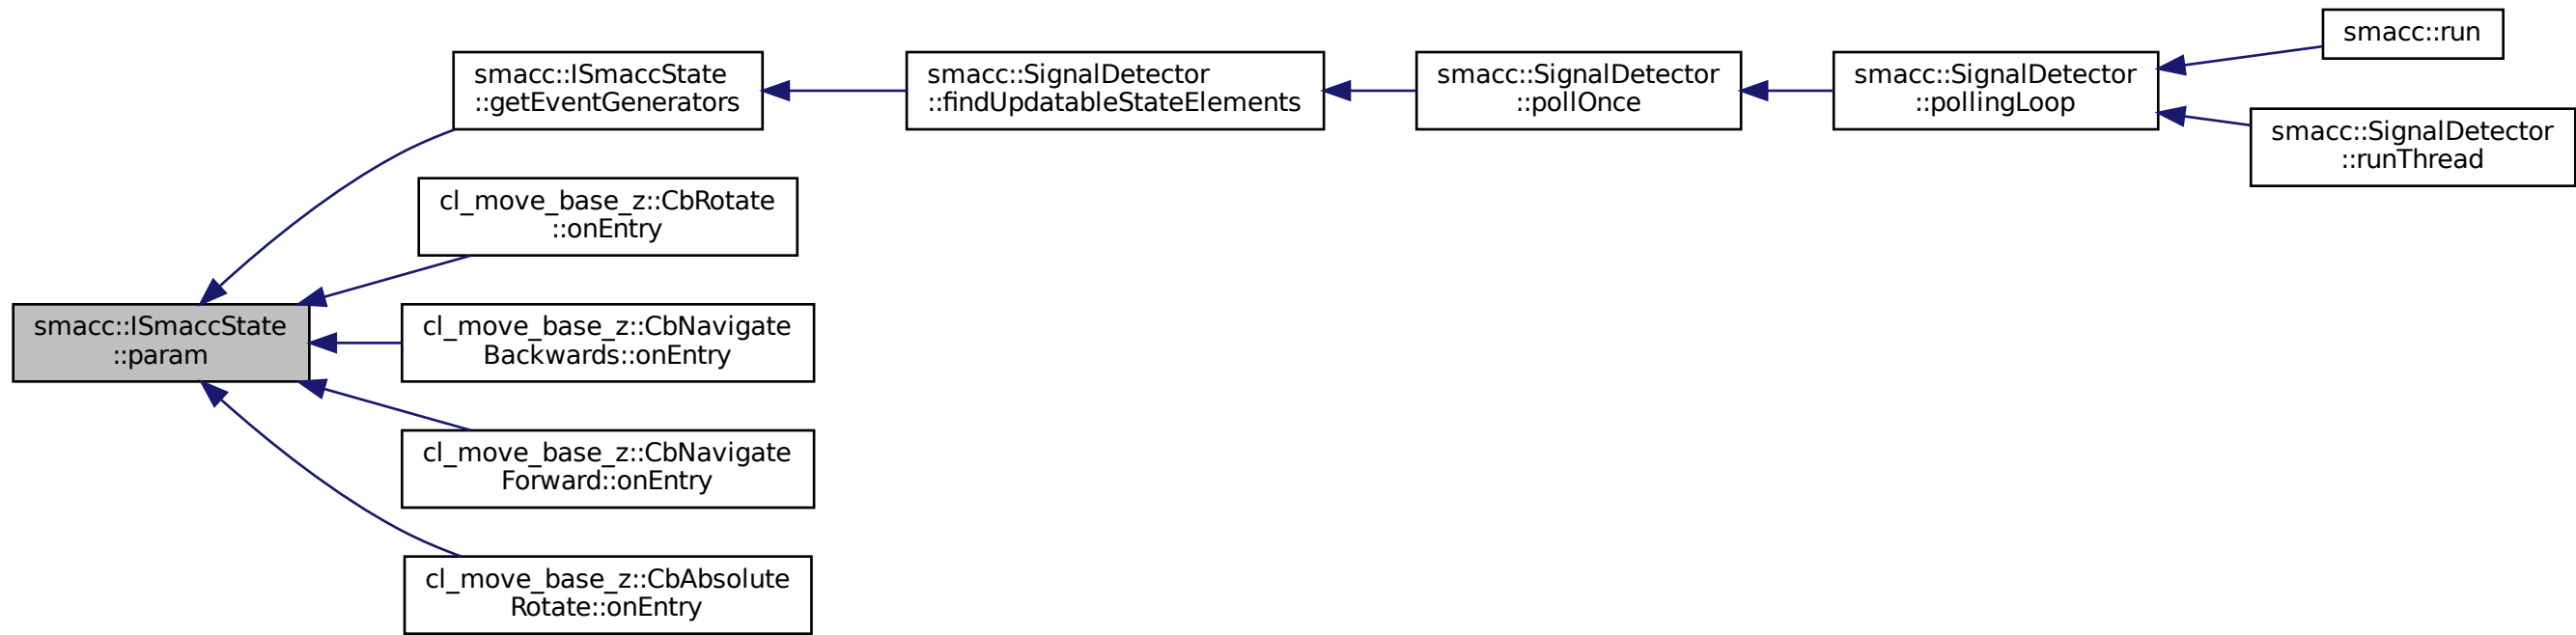 smacc::run
smacc::ISmaccState
::getEventGenerators
smacc::SignalDetector
::findUpdatableStateElements
smacc::SignalDetector
::pollOnce
smacc::SignalDetector
::pollingLoop
smacc::SignalDetector
::runThread
cl_move_base_z::CbRotate
::onEntry
smacc::ISmaccState
::param
cl_move_base_z::CbNavigate
Backwards::onEntry
cl_move_base_z::CbNavigate
Forward::onEntry
cl_move_base_z::CbAbsolute
Rotate::onEntry